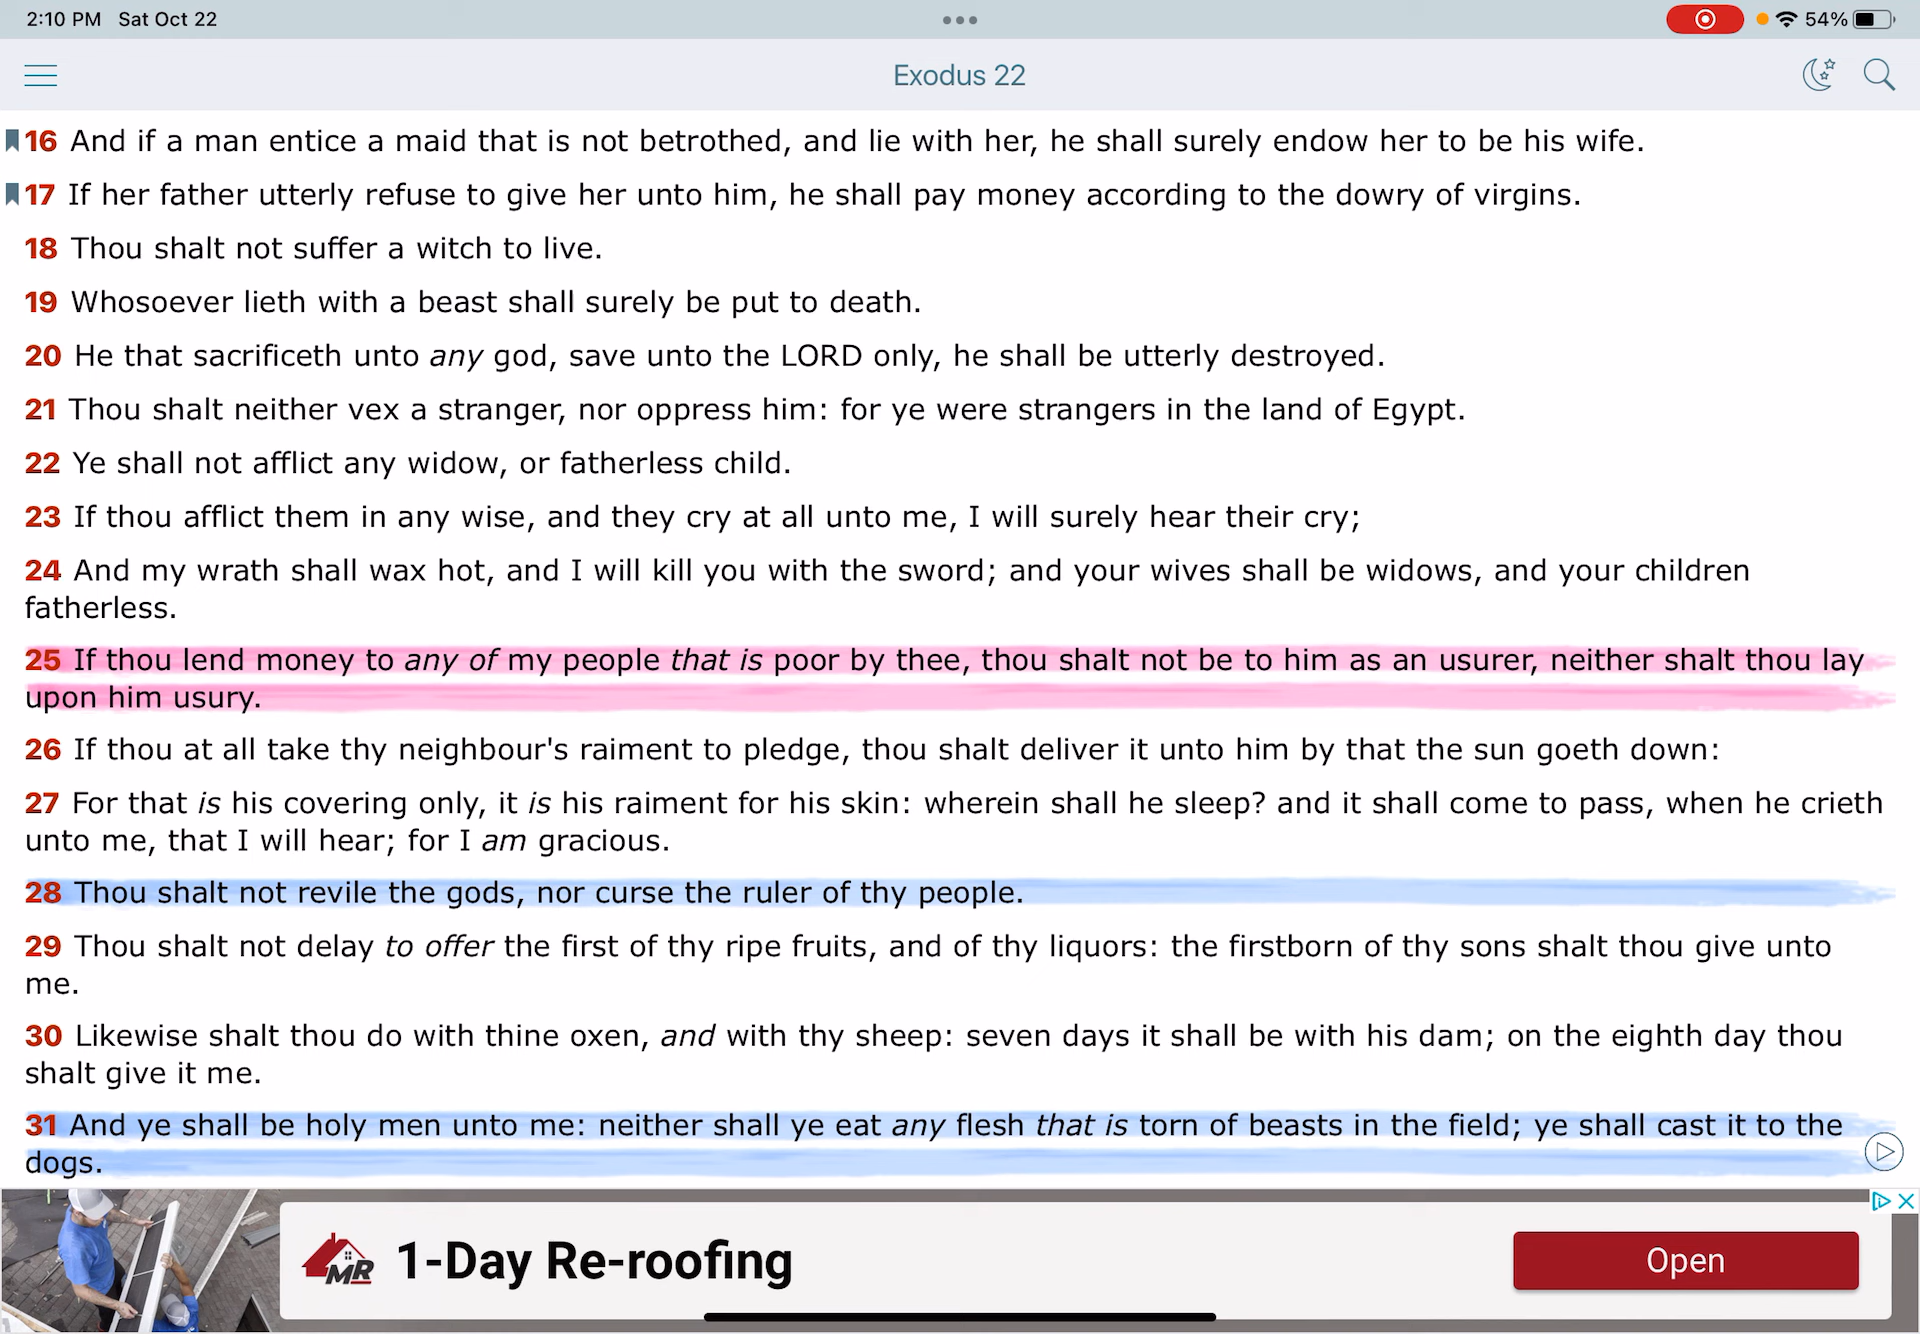 2:10 PM Sat Oct 22
54%
Exodus 22
16 And if a man entice a maid that is not betrothed, and lie with her, he shall surely endow her to be his wife.
17 If her father utterly refuse to give her unto him, he shall pay money according to the dowry of virgins.
18 Thou shalt not suffer a witch to live.
19 Whosoever lieth with a beast shall surely be put to death.
20 He that sacrificeth unto any god, save unto the LORD only, he shall be utterly destroyed.
21 Thou shalt neither vex a stranger, nor oppress him: for ye were strangers in the land of Egypt.
22 Ye shall not afflict any widow, or fatherless child.
23 If thou afflict them in any wise, and they cry at all unto me, I will surely hear their cry;
24 And my wrath shall wax hot, and I will kill you with the sword; and your wives shall be widows, and your children
fatherless.
25 If thou lend money to any of my people that is poor by thee, thou shalt not be to him as an usurer, neither shalt thou lay
upon him usury.
26 If thou at all take thy neighbour's raiment to pledge, thou shalt deliver it unto him by that the sun goeth down:
27 For that is his covering only, it is his raiment for his skin: wherein shall he sleep? and it shall come to pass, when he crieth
unto me, that I will hear; for I am gracious.
28 Thou shalt not revile the gods, nor curse the ruler of thy people.
29 Thou shalt not delay to offer the first of thy ripe fruits, and of thy liquors: the firstborn of thy sons shalt thou give unto
me.
30 Likewise shalt thou do with thine oxen, and with thy sheep: seven days it shall be with his dam; on the eighth day thou
shalt give it me.
31 And ye shall be holy men unto me: neither shall ye eat any flesh that is torn of beasts in the field; ye shall cast it to the
dogs.
MR
1-Day Re-roofing
Open